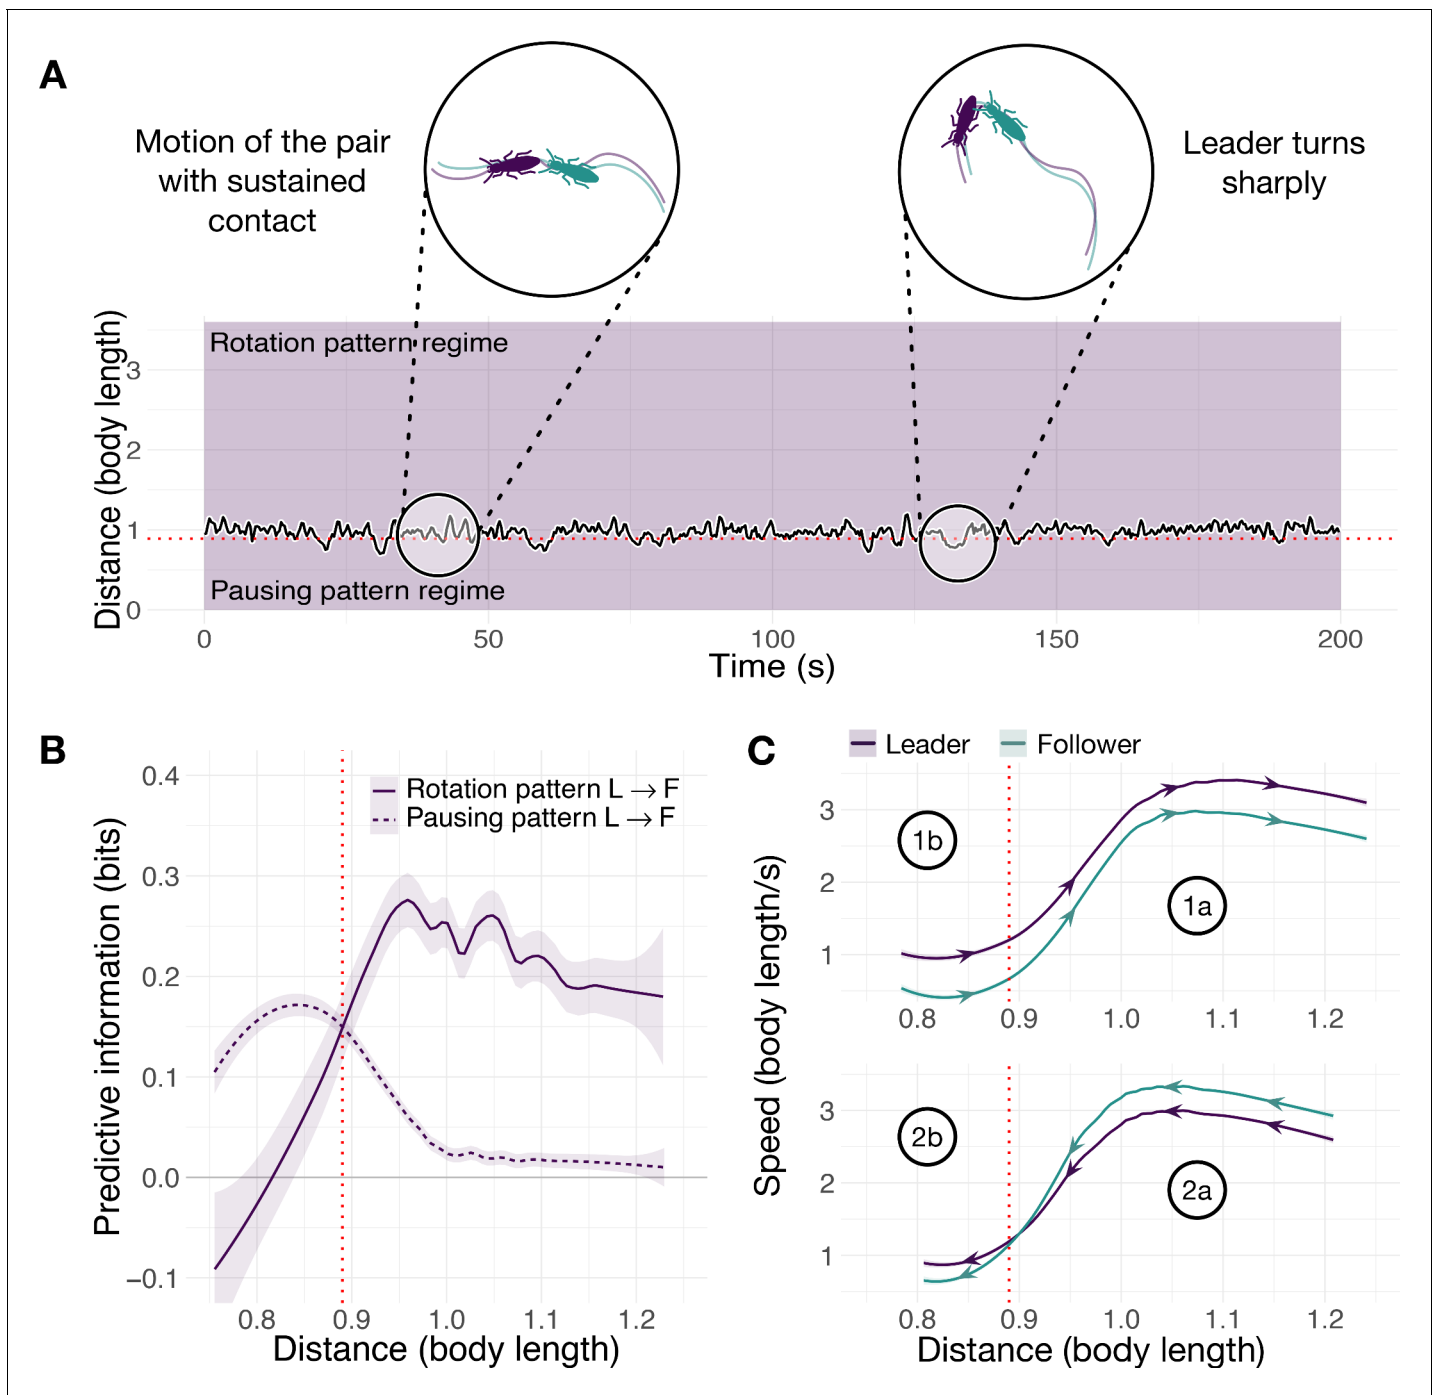 A
Motion of the pair
with sustained
contact
Leader turns
sharply
Distance (body length)
3
2
1
0
Rotation pattern regime
Pausing pattern regime
0 50 100 150 200
Time (s)
B
Predictive information (bits)
0.4
0.3
0.2
0.1
0.0
−0.1
Rotation pattern L → F
Pausing pattern L → F
0.8 0.9 1.0 1.1 1.2
Distance (body length)
C
Leader Follower
Speed (body length/s)
3
2
1
1b
1a
0.8 0.9 1.0 1.1 1.2
3
2
1
2b
2a
0.8 0.9 1.0 1.1 1.2
Distance (body length)